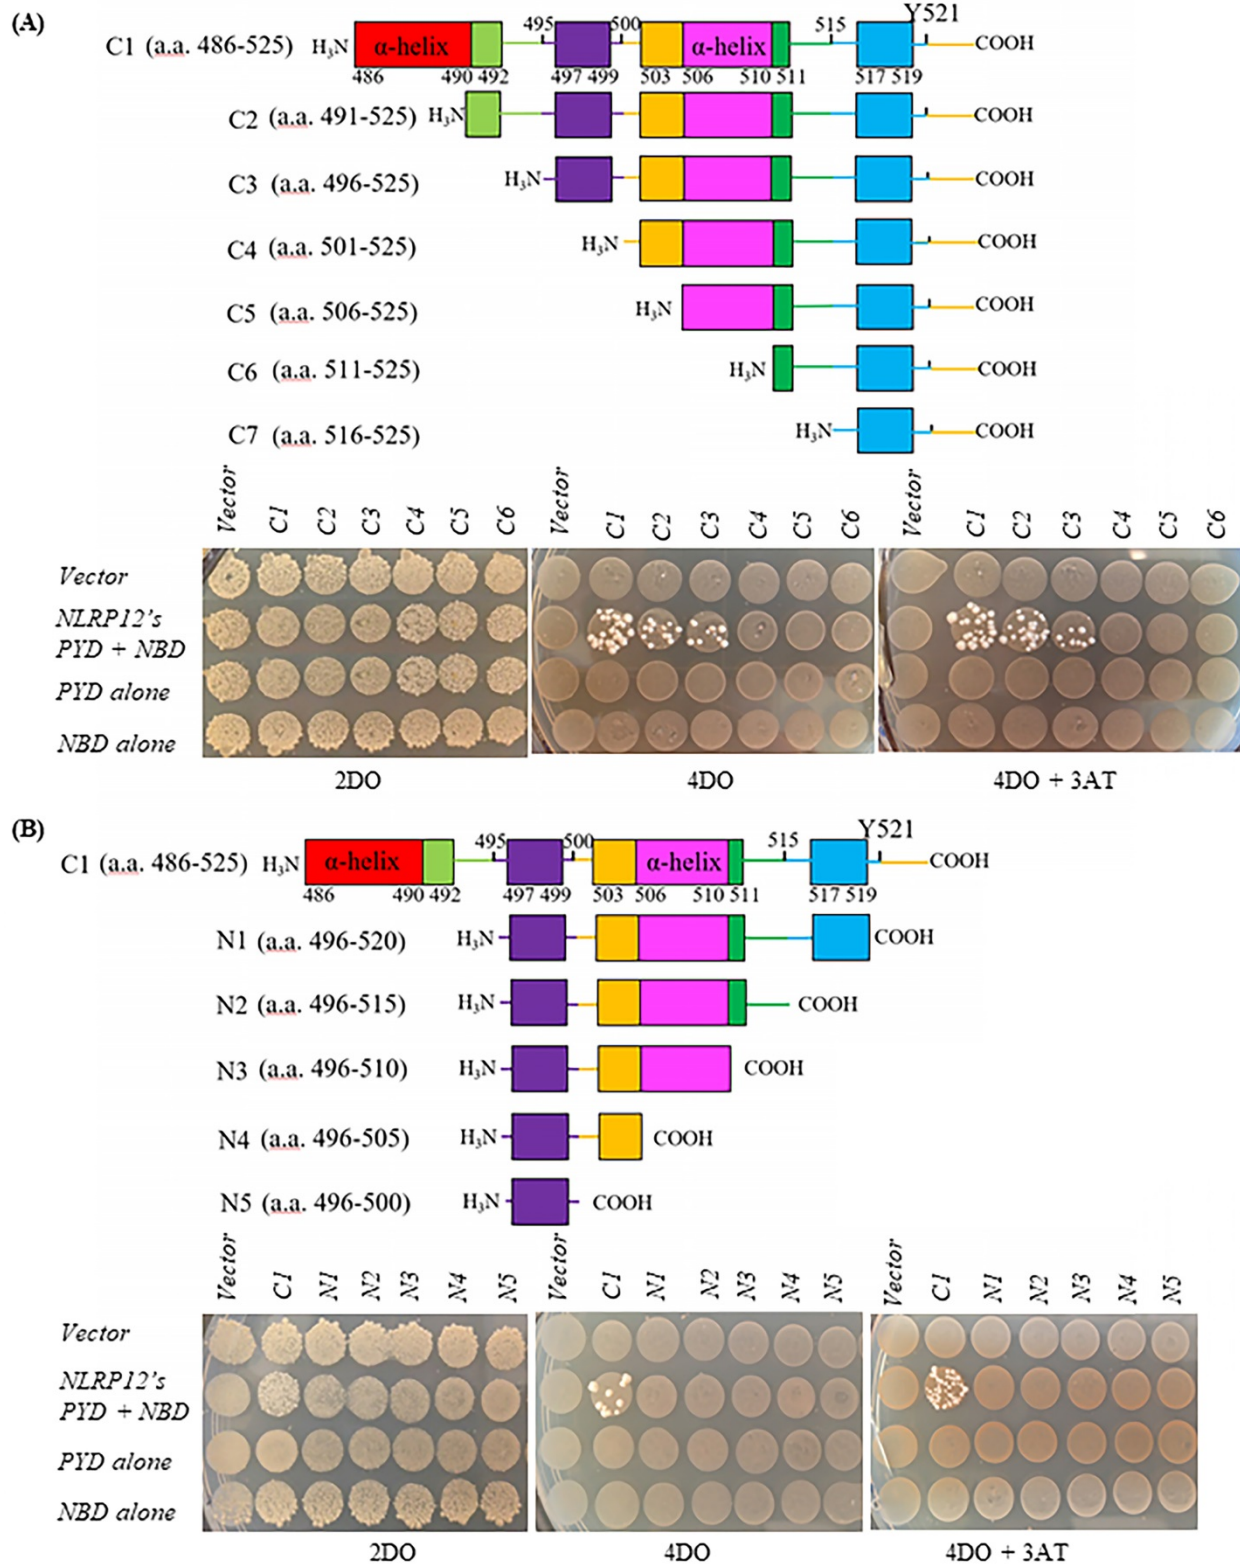 (A)
495 500 515 Y521
C1 (a.a. 486-525) H3N α-helix α-helix COOH
486 490 492 497 499 503 506 510 511 517 519
C2 (a.a. 491-525) H3N COOH
C3 (a.a. 496-525) H3N COOH
C4 (a.a. 501-525) H3N COOH
C5 (a.a. 506-525) H3N COOH
C6 (a.a. 511-525) H3N COOH
C7 (a.a. 516-525) H3N COOH
Vector C1 C2 C3 C4 C5 C6 Vector C1 C2 C3 C4 C5 C6 Vector C1 C2 C3 C4 C5 C6
Vector
NLRP12's
PYD + NBD
PYD alone
NBD alone
2DO 4DO 4DO + 3AT
(B)
495 500 515 Y521
C1 (a.a. 486-525) H3N α-helix α-helix COOH
486 490 492 497 499 503 506 510 511 517 519
N1 (a.a. 496-520) H3N COOH
N2 (a.a. 496-515) H3N COOH
N3 (a.a. 496-510) H3N COOH
N4 (a.a. 496-505) H3N COOH
N5 (a.a. 496-500) H3N COOH
Vector C1 N1 N2 N3 N4 N5 Vector C1 N1 N2 N3 N4 N5 Vector C1 N1 N2 N3 N4 N5
Vector
NLRP12's
PYD + NBD
PYD alone
NBD alone
2DO 4DO 4DO + 3AT